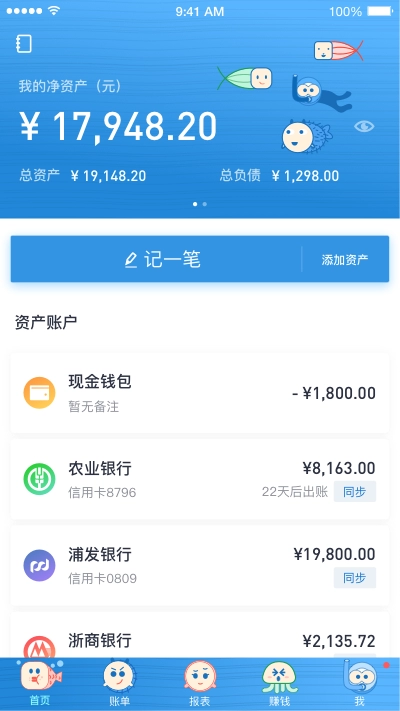 9:41 AM
100%
我的净资产（元）
¥ 17,948.20
总资产 ¥ 19,148.20
总负债 ¥ 1,298.00
记一笔
添加资产
资产账户
现金钱包
- ¥1,800.00
暂无备注
农业银行
¥8,163.00
信用卡8796
22天后出账 同步
浦发银行
¥19,800.00
信用卡0809
同步
浙商银行
¥2,135.72
首页 账单 报表 赚钱 我